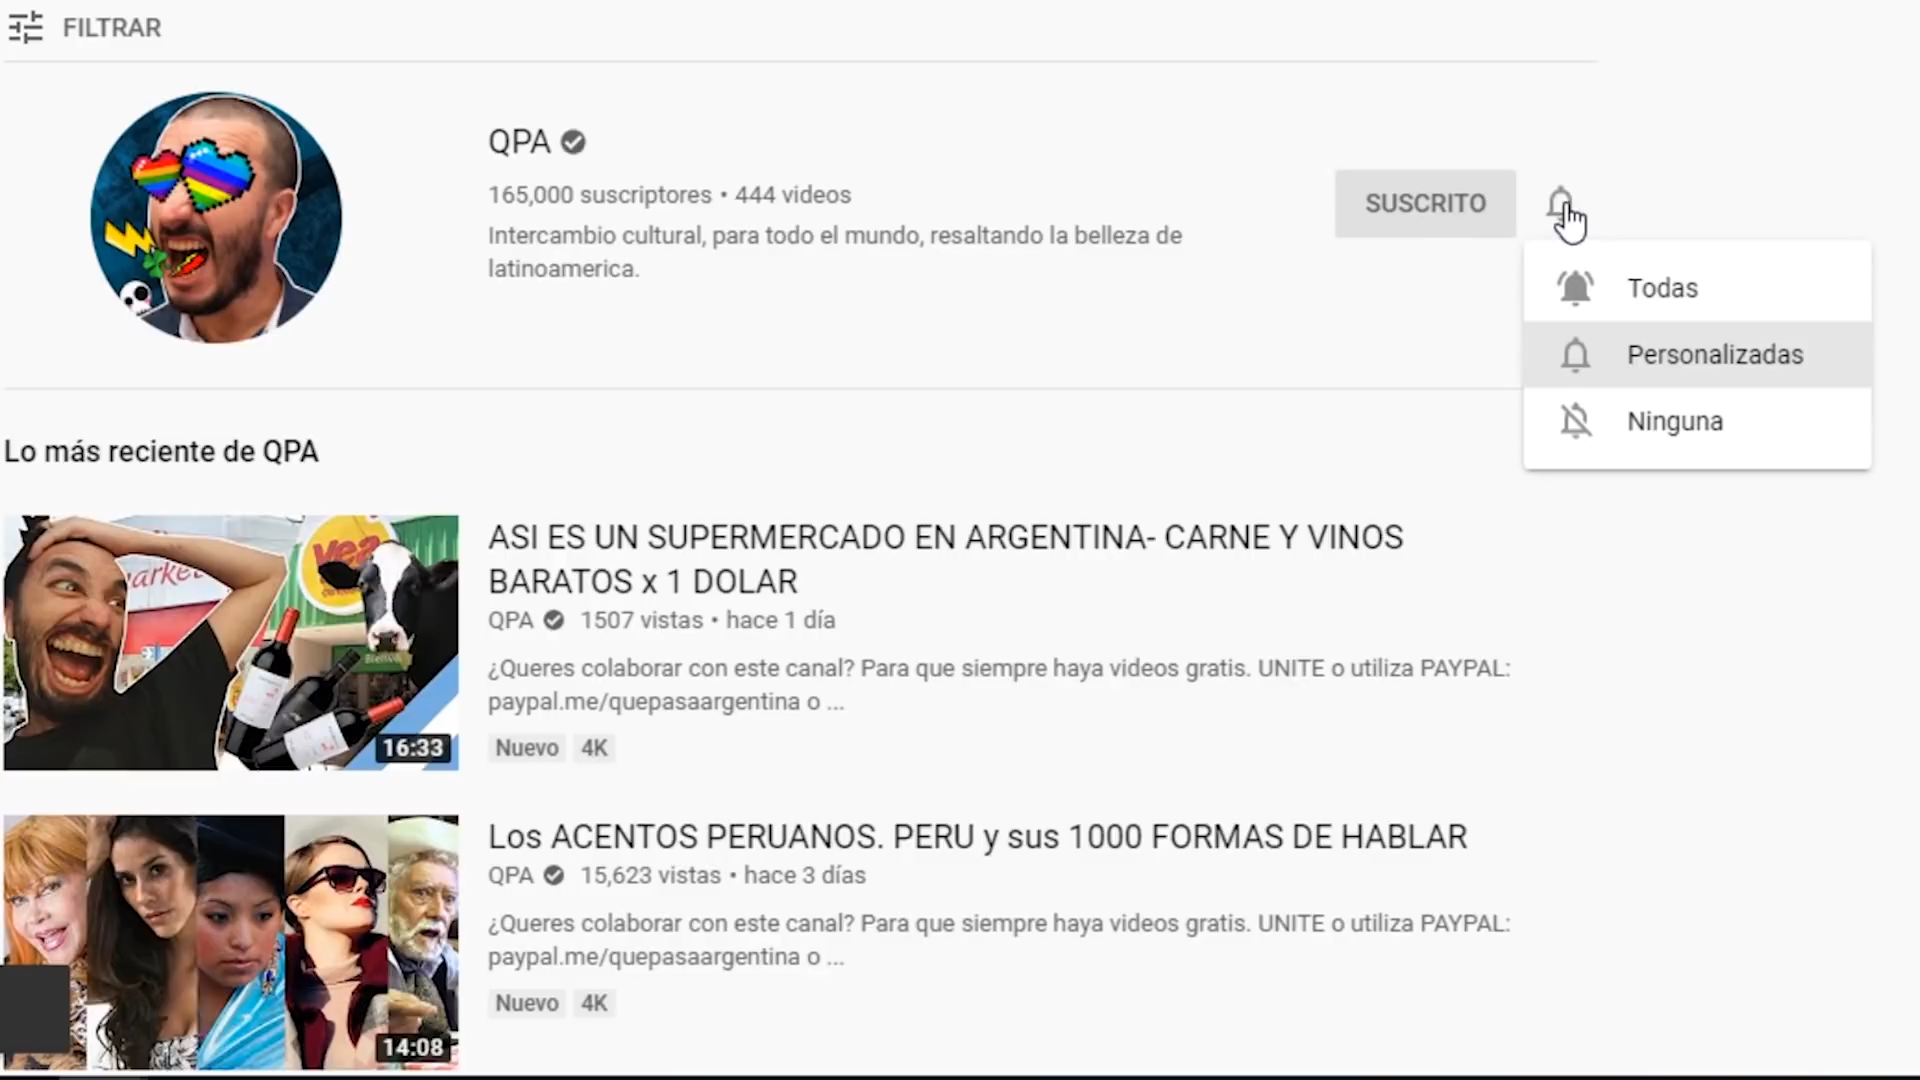 FILTRAR
QPA
165,000 suscriptores • 444 videos
Intercambio cultural, para todo el mundo, resaltando la belleza de
latinoamerica.
SUSCRITO
Todas
Personalizadas
Ninguna
Lo más reciente de QPA
ASI ES UN SUPERMERCADO EN ARGENTINA- CARNE Y VINOS
BARATOS x 1 DOLAR
QPA 1507 vistas • hace 1 día
¿Queres colaborar con este canal? Para que siempre haya videos gratis. UNITE o utiliza PAYPAL:
paypal.me/quepasaargentina o ...
Nuevo 4K
Vea
16:33
Los ACENTOS PERUANOS. PERU y sus 1000 FORMAS DE HABLAR
QPA 15,623 vistas • hace 3 días
¿Queres colaborar con este canal? Para que siempre haya videos gratis. UNITE o utiliza PAYPAL:
paypal.me/quepasaargentina o ...
Nuevo 4K
14:08